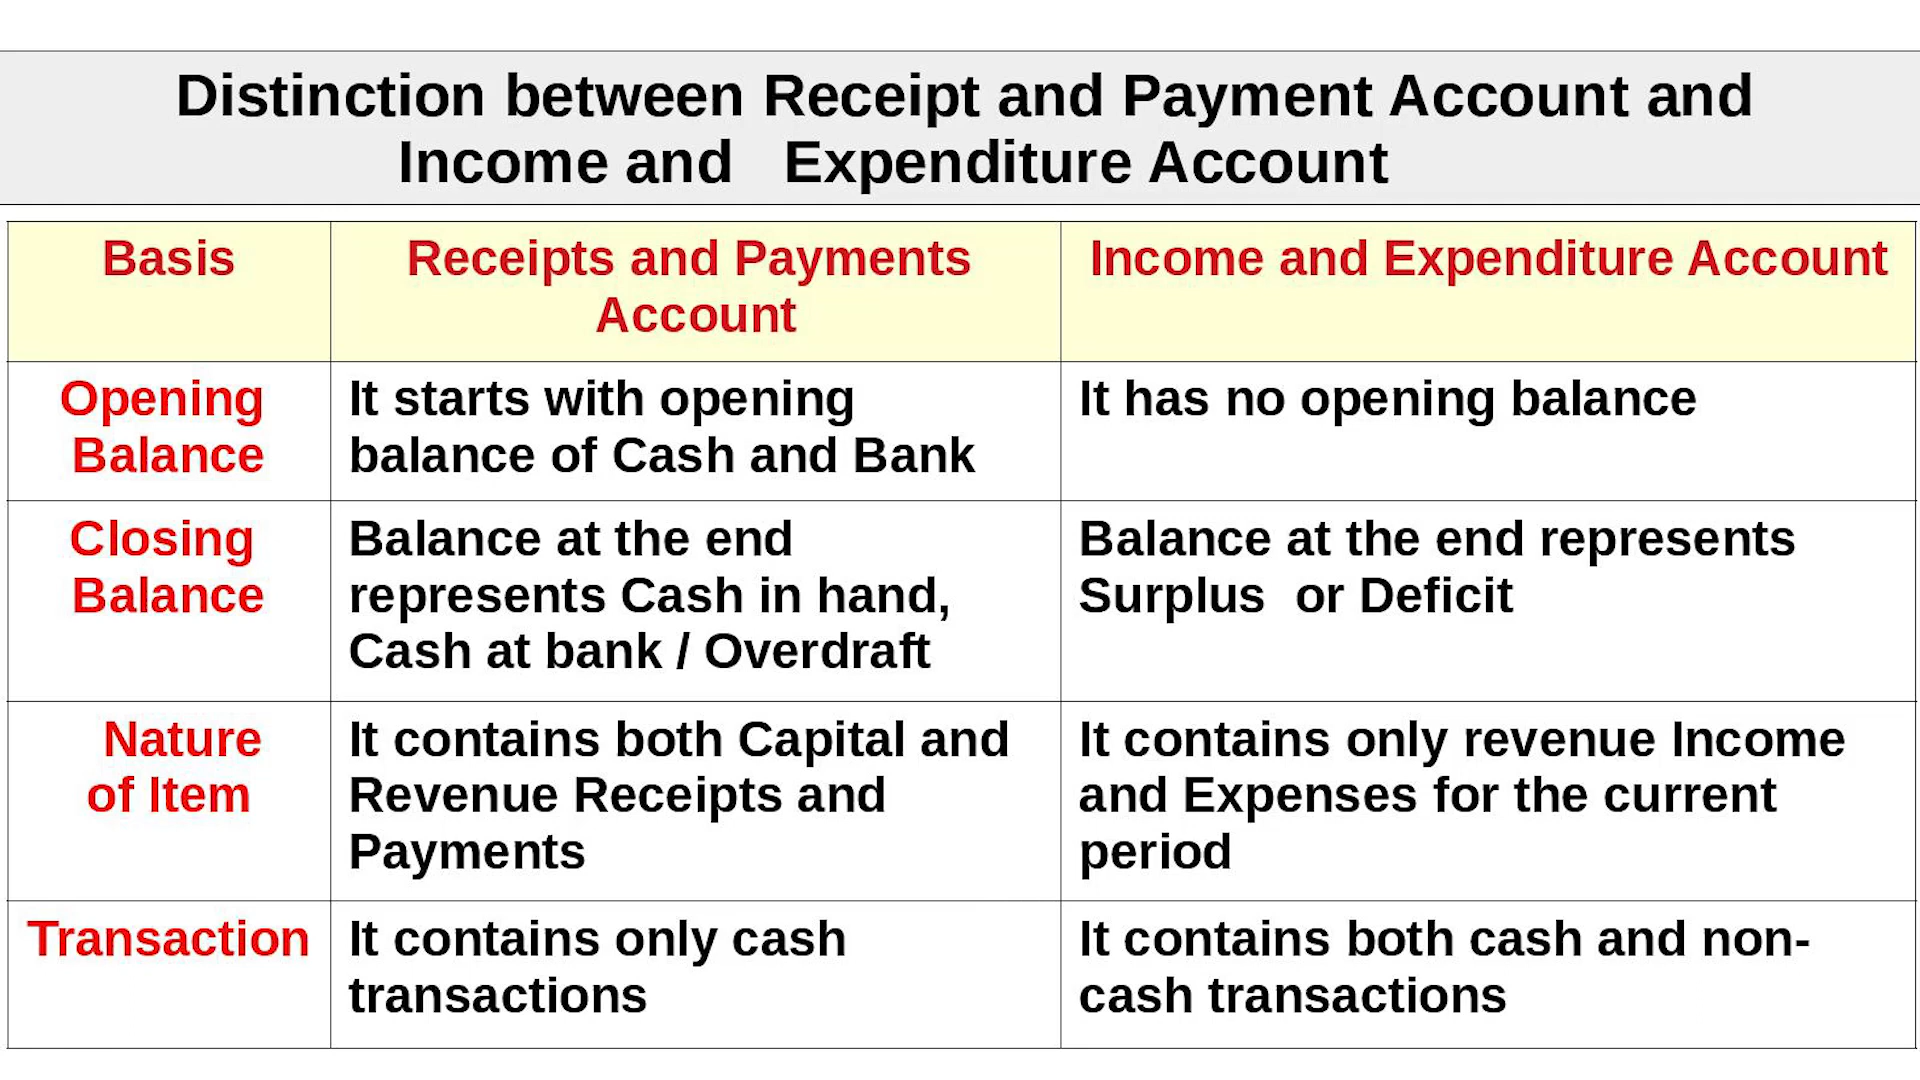 Distinction between Receipt and Payment Account and
Income and   Expenditure Account
Basis
Receipts and Payments
Account
Income and Expenditure Account
Opening
Balance
It starts with opening
balance of Cash and Bank
It has no opening balance
Closing
Balance
Balance at the end
represents Cash in hand,
Cash at bank / Overdraft
Balance at the end represents
Surplus  or Deficit
Nature
of Item
It contains both Capital and
Revenue Receipts and
Payments
It contains only revenue Income
and Expenses for the current
period
Transaction
It contains only cash
transactions
It contains both cash and non-
cash transactions